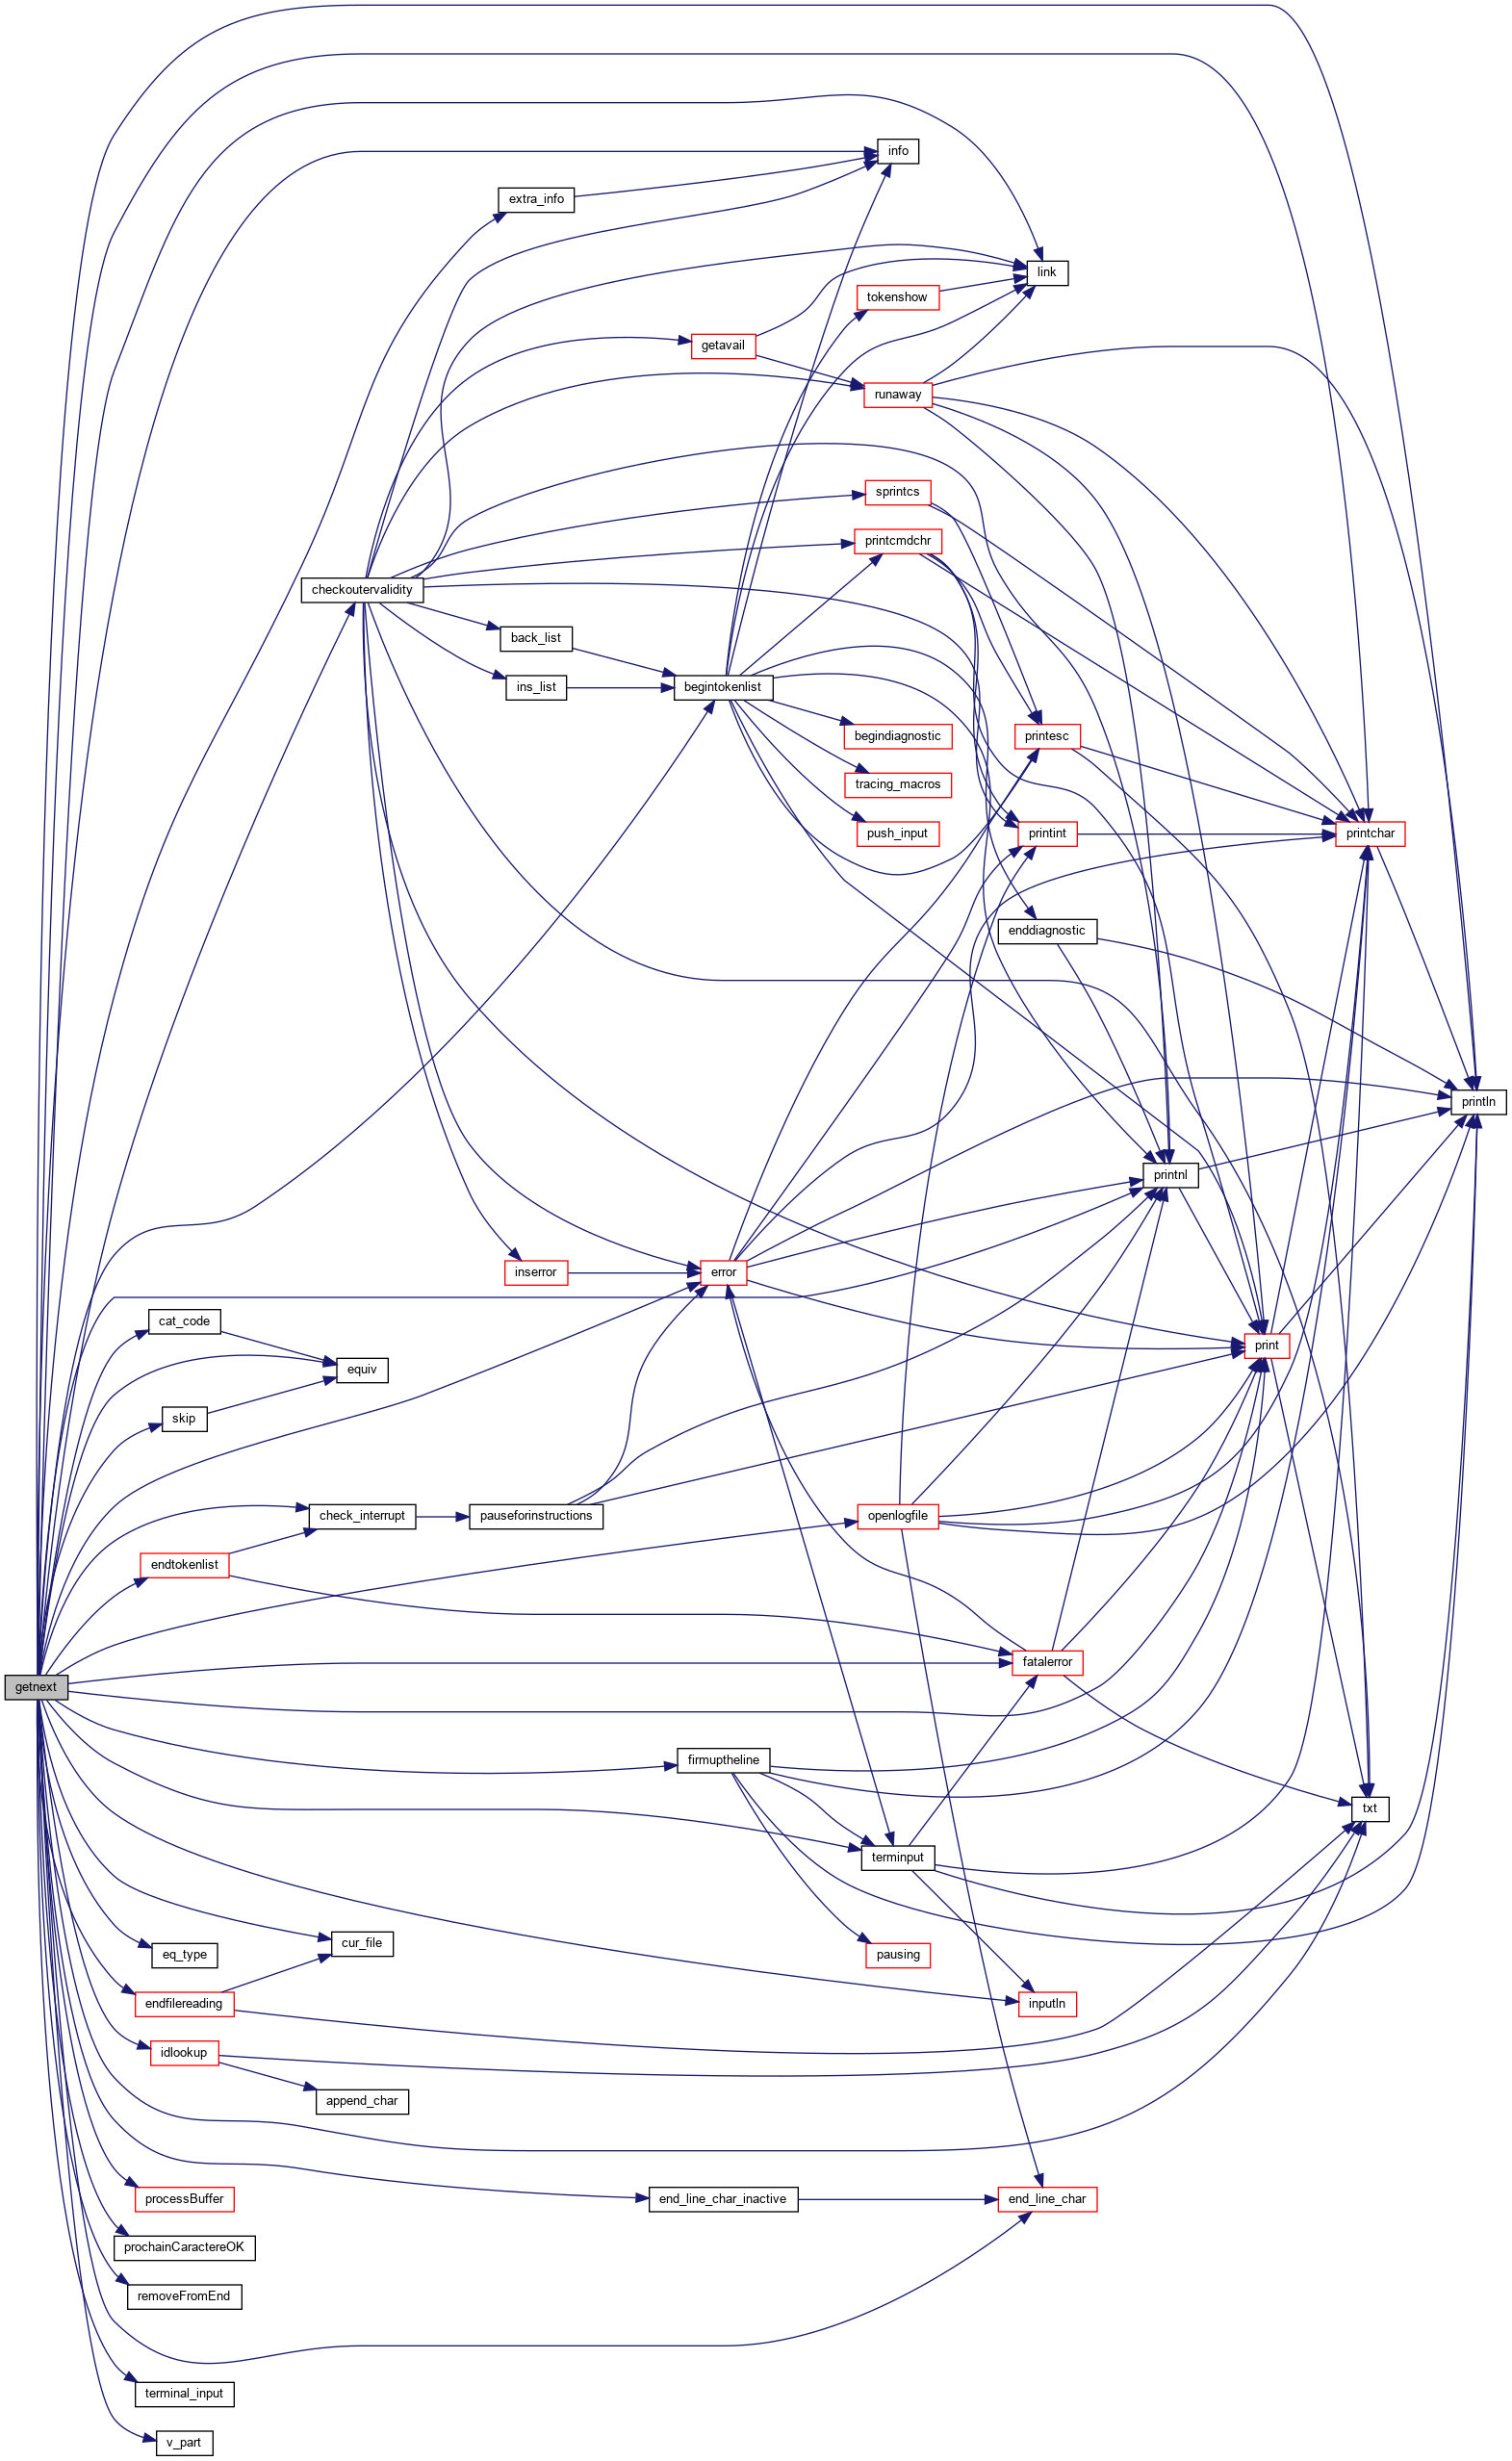 info
extra_info
link
tokenshow
getavail
runaway
sprintcs
printcmdchr
checkoutervalidity
back_list
ins_list
begintokenlist
begindiagnostic
printesc
tracing_macros
push_input
printint
printchar
enddiagnostic
println
printnl
inserror
error
cat_code
print
equiv
skip
check_interrupt
pauseforinstructions
openlogfile
endtokenlist
fatalerror
getnext
firmuptheline
txt
terminput
cur_file
eq_type
pausing
endfilereading
inputln
idlookup
append_char
processBuffer
end_line_char_inactive
end_line_char
prochainCaractereOK
removeFromEnd
terminal_input
v_part